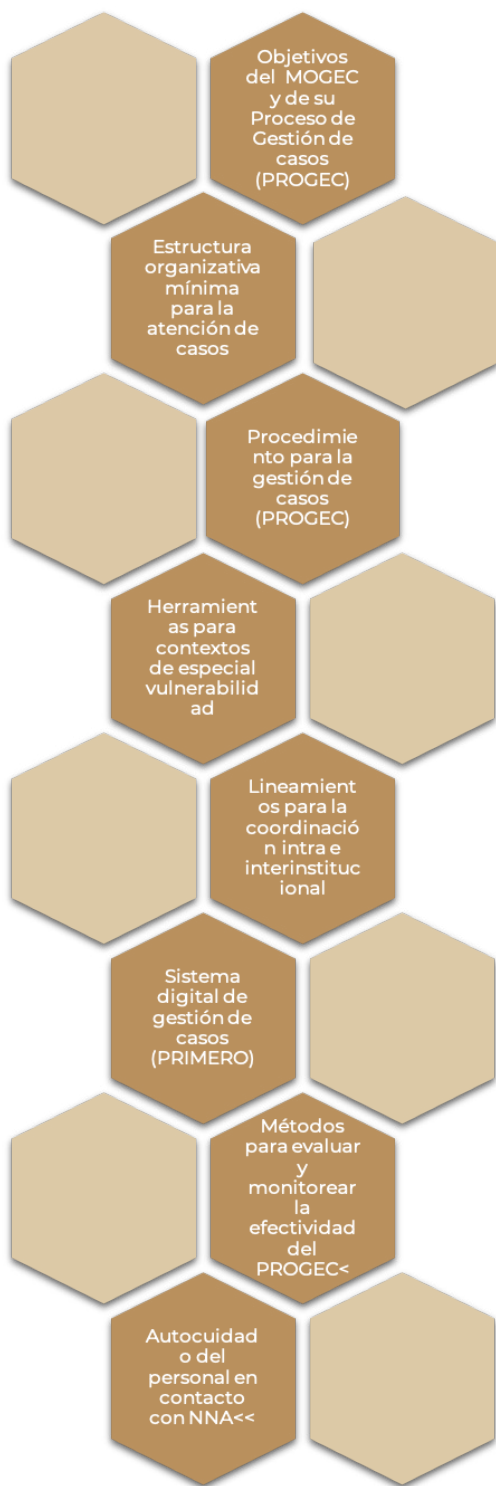 Objetivos
del MOGEC
y de su
Proceso de
Gestión de
casos
(PROGEC)
Estructura
organizativa
mínima
para la
atención de
casos
Procedimie
nto para la
gestión de
casos
(PROGEC)
Herramient
as para
contextos
de especial
vulnerabilid
ad
Lineamient
os para la
coordinació
n intra e
interinstituc
ional
Sistema
digital de
gestión de
casos
(PRIMERO)
Métodos
para evaluar
y
monitorear
la
efectividad
del
PROGEC<
Autocuidad
o del
personal en
contacto
con NNA<<